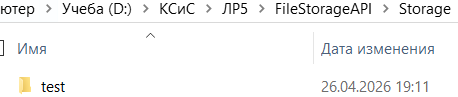 ютер › Учеба (D:) › КСиС › ЛР5 › FileStorageAPI › Storage
Имя Дата изменения
test 26.04.2026 19:11